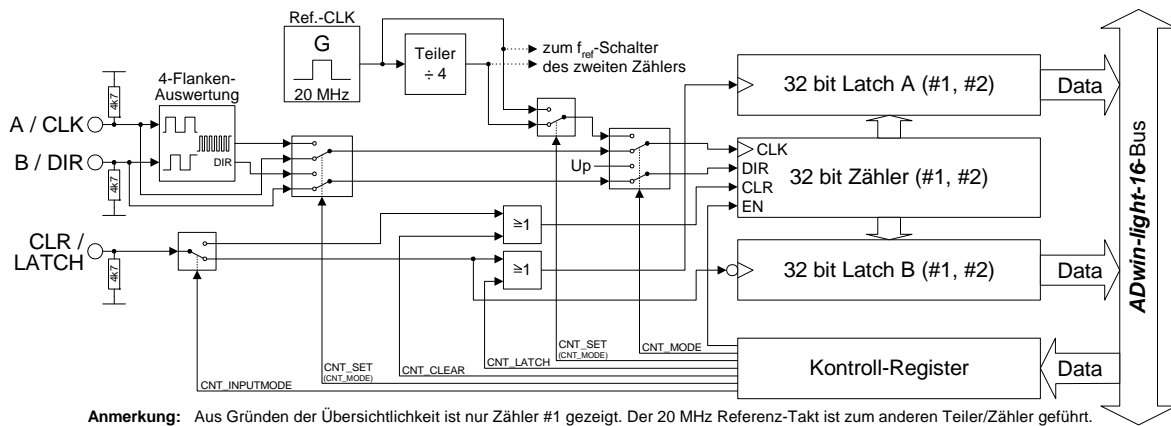 Ref.-CLK
G
20 MHz
Teiler
÷ 4
zum fref-Schalter
des zweiten Zählers
4-Flanken-
Auswertung
4k7
A / CLK
B / DIR
DIR
4k7
Up
32 bit Latch A (#1, #2)
Data
CLK
DIR
CLR
EN
32 bit Zähler (#1, #2)
CLR /
LATCH
4k7
≥1
≥1
32 bit Latch B (#1, #2)
Data
ADwin-light-16-Bus
CNT_INPUTMODE
CNT_SET
(CNT_MODE)
CNT_CLEAR
CNT_LATCH
CNT_SET
(CNT_MODE)
CNT_MODE
Kontroll-Register
Data
Anmerkung: Aus Gründen der Übersichtlichkeit ist nur Zähler #1 gezeigt. Der 20 MHz Referenz-Takt ist zum anderen Teiler/Zähler geführt.